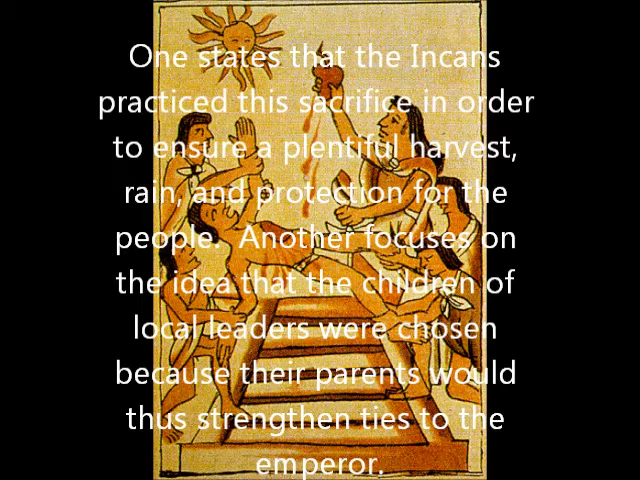 One states that the Incans
practiced this sacrifice in order
to ensure a plentiful harvest,
rain, and protection for the
people.  Another focuses on
the idea that the children of
local leaders were chosen
because their parents would
thus strengthen ties to the
emperor.